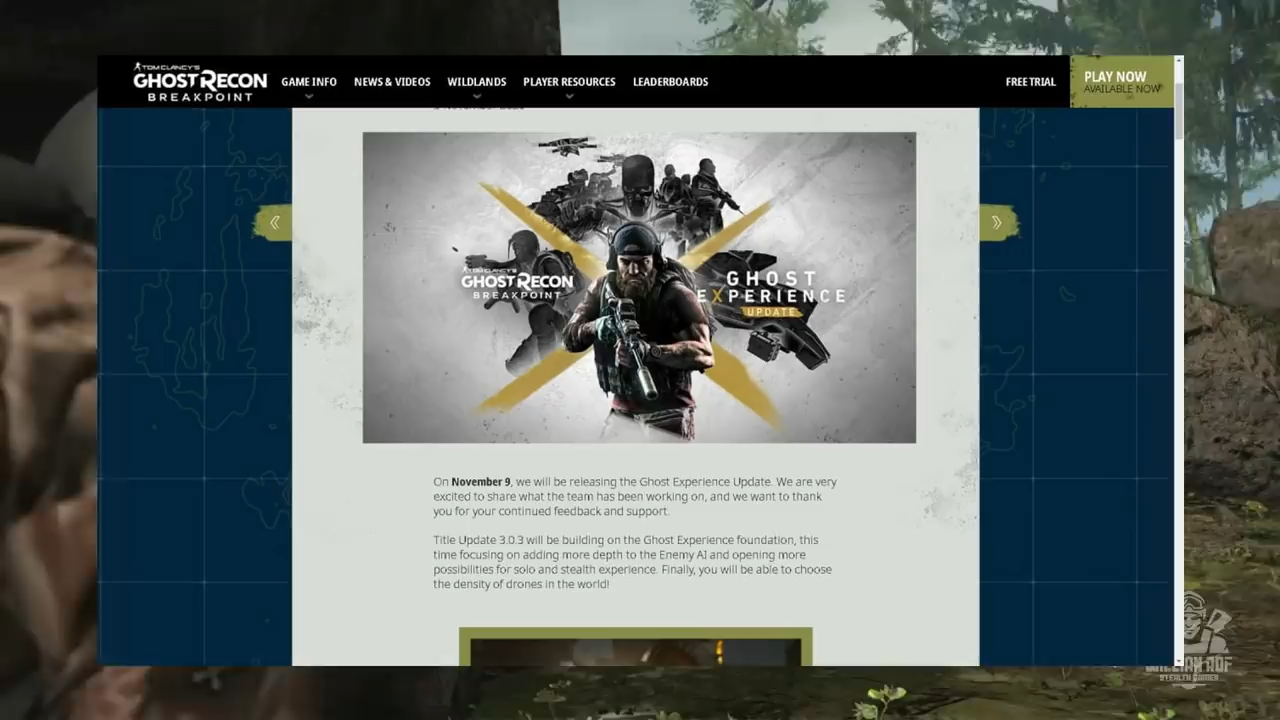 TOM CLANCY'S
GHOST RECON
BREAKPOINT
GAME INFO
NEWS & VIDEOS
WILDLANDS
PLAYER RESOURCES
LEADERBOARDS
FREE TRIAL
PLAY NOW
AVAILABLE NOW
TOM CLANCY'S
GHOST RECON
BREAKPOINT
GHOST
EXPERIENCE
UPDATE
On November 9, we will be releasing the Ghost Experience Update. We are very
excited to share what the team has been working on, and we want to thank
you for your continued feedback and support.
Title Update 3.0.3 will be building on the Ghost Experience foundation, this
time focusing on adding more depth to the Enemy AI and opening more
possibilities for solo and stealth experience. Finally, you will be able to choose
the density of drones in the world!
STEALTH GAMER